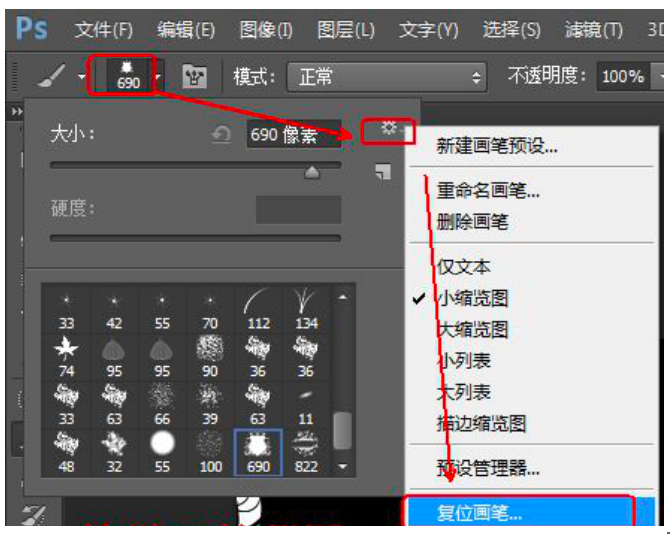 Ps 文件(F) 编辑(E) 图像(I) 图层(L) 文字(Y) 选择(S) 滤镜(T) 3D
690 模式： 正常 不透明度： 100%
大小： 690 像素
硬度：
33 42 55 70 112 134
74 95 95 90 36 36
33 63 66 39 63 11
48 32 55 100 690 822
新建画笔预设...
重命名画笔...
删除画笔
仅文本
小缩览图
大缩览图
小列表
大列表
描边缩览图
预设管理器...
复位画笔...